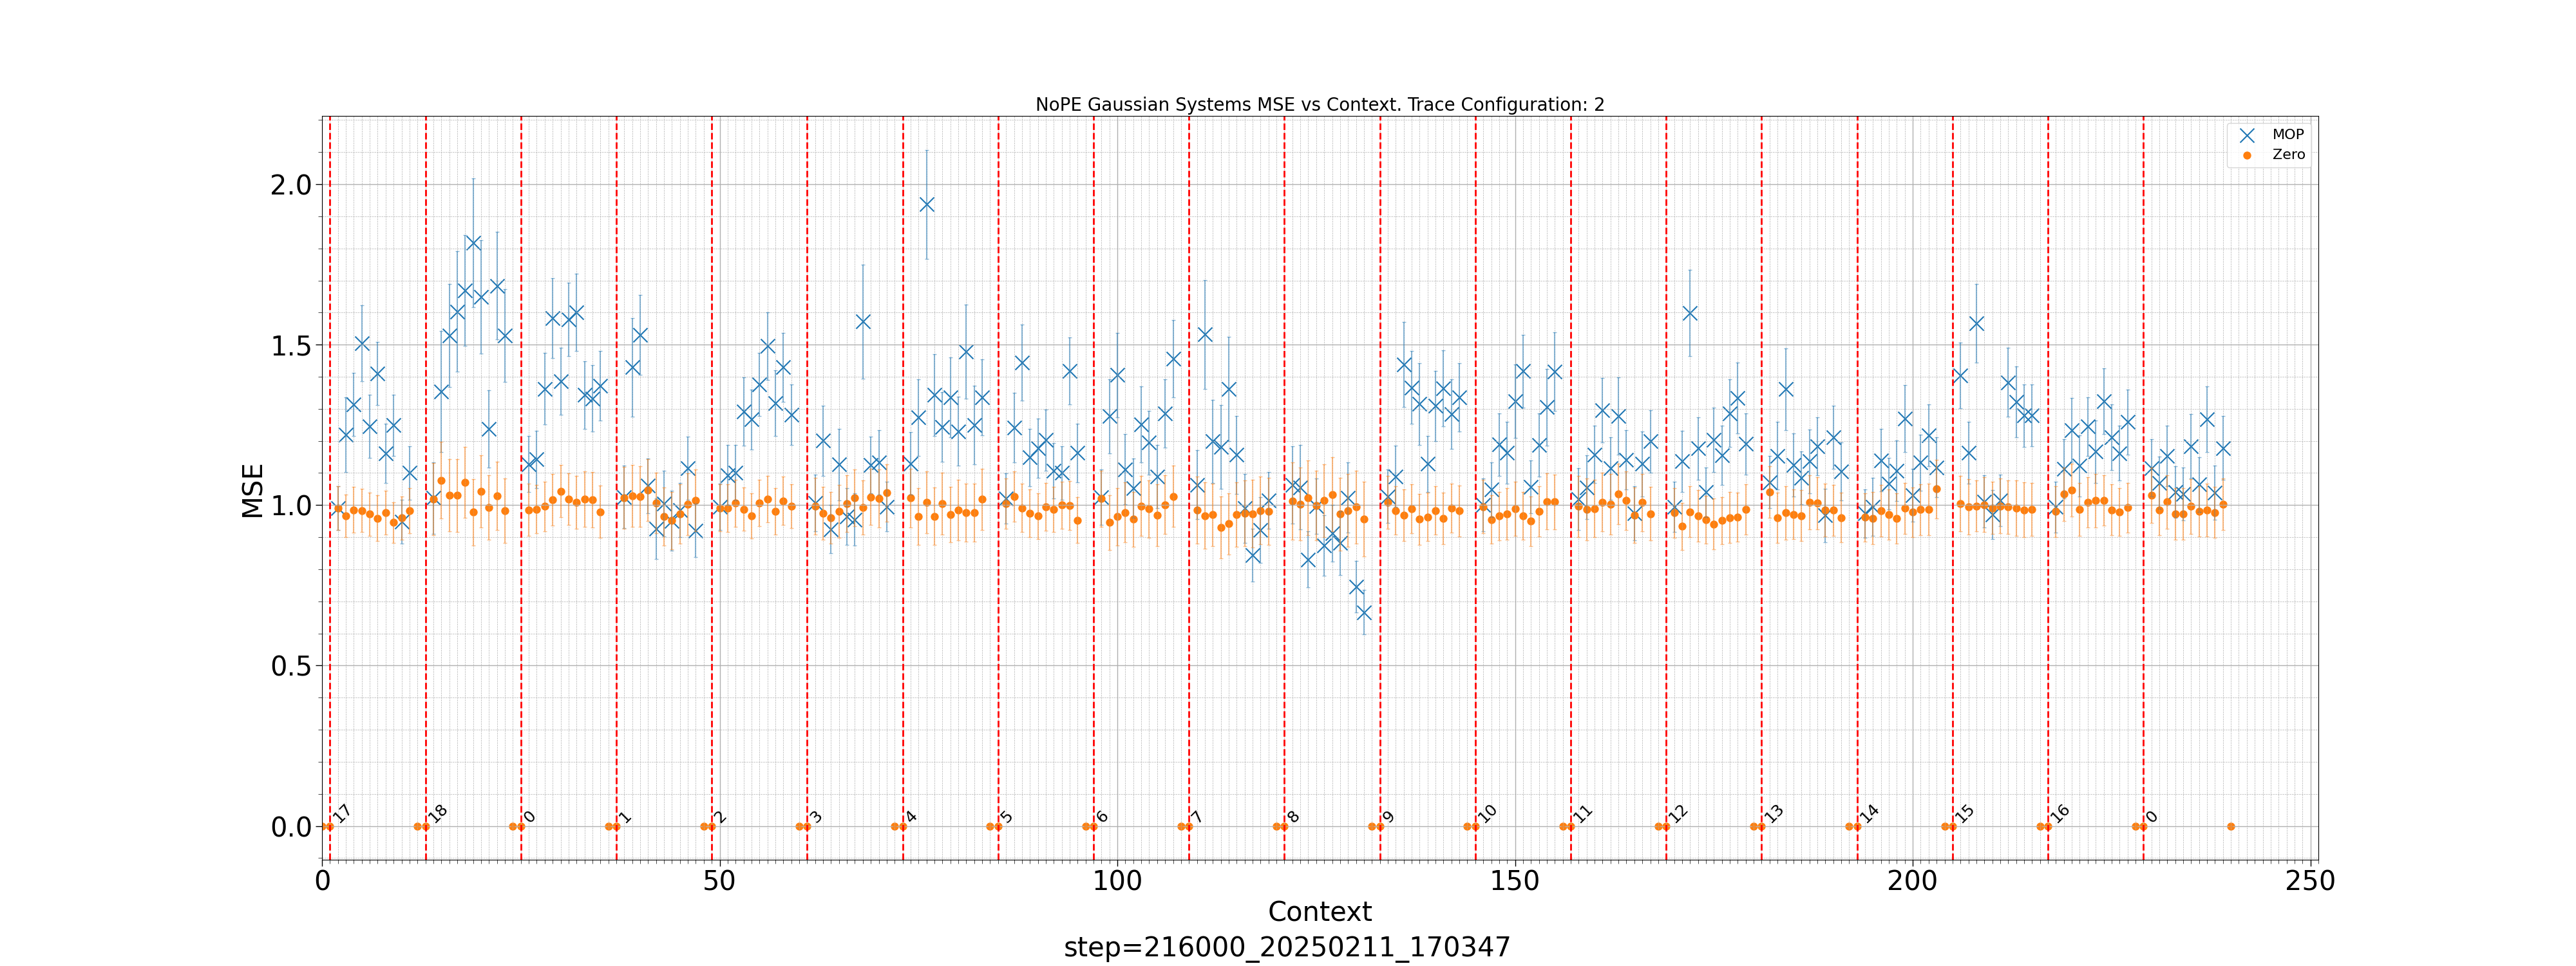 NoPE Gaussian Systems MSE vs Context. Trace Configuration: 2
MOP
Zero
2.0
1.5
1.0
0.5
0.0
MSE
17 18 0 1 2 3 4 5 6 7 8 9 10 11 12 13 14 15 16 0
0 50 100 150 200 250
Context
step=216000_20250211_170347